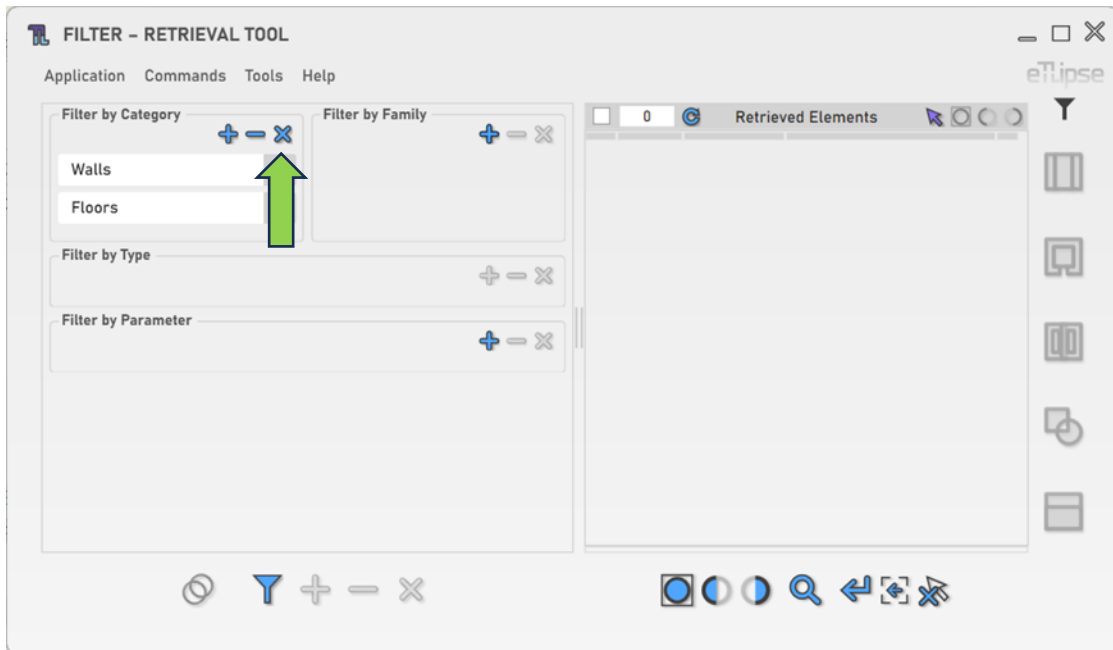 FILTER – RETRIEVAL TOOL
Application Commands Tools Help
eTLipse
Filter by Category
Filter by Family
Walls
Floors
Filter by Type
Filter by Parameter
0
Retrieved Elements